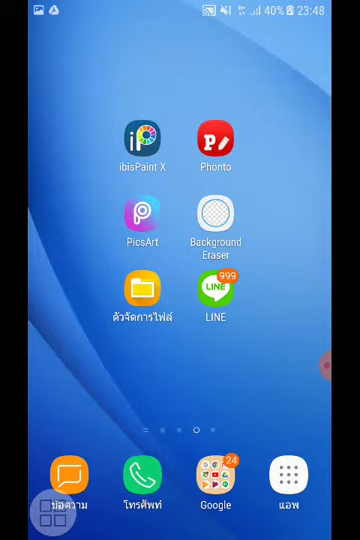 40% 23:48
ibisPaint X
Phonto
PicsArt
Background
Eraser
999
LINE
ตัวจัดการไฟล์
LINE
24
ข้อความ
โทรศัพท์
Google
แอพ